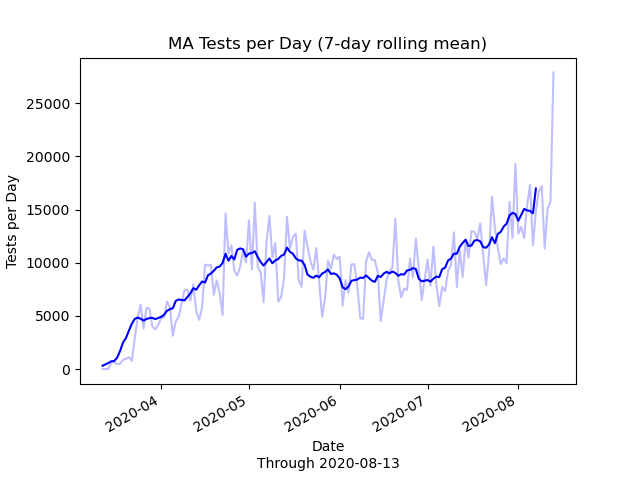 MA Tests per Day (7-day rolling mean)
Tests per Day
25000
20000
15000
10000
5000
0
2020-04
2020-05
2020-06
2020-07
2020-08
Date
Through 2020-08-13